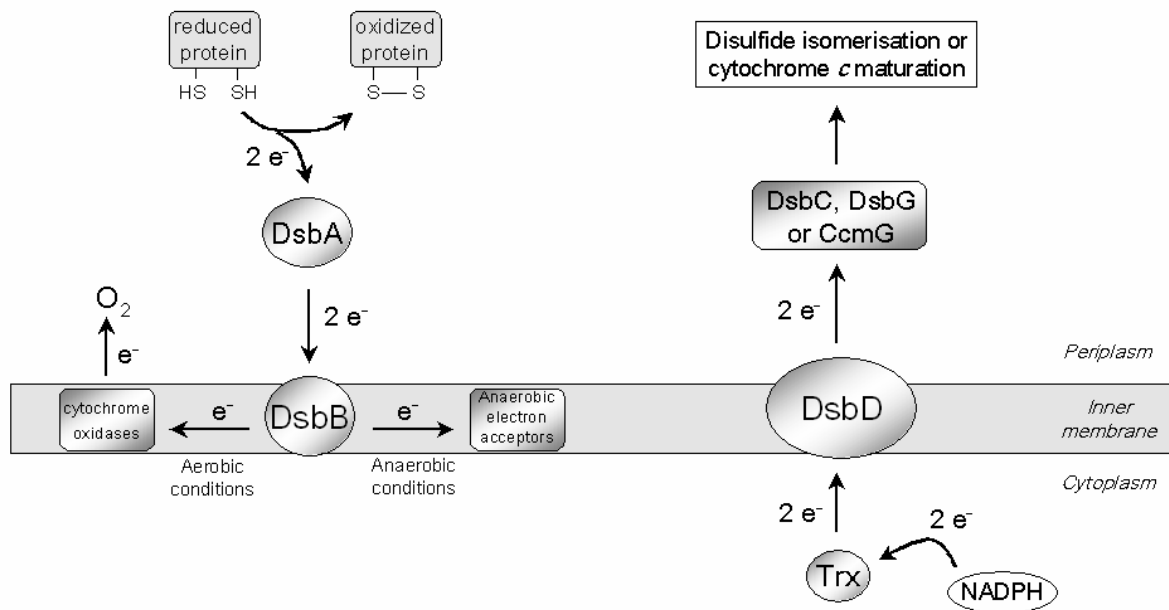 reduced
protein
HS SH
oxidized
protein
S — S
2 e⁻
DsbA
2 e⁻
O₂
e⁻
cytochrome
oxidases
e⁻
DsbB
e⁻
Anaerobic
electron
acceptors
Aerobic
conditions
Anaerobic
conditions
Disulfide isomerisation or
cytochrome c maturation
DsbC, DsbG
or CcmG
2 e⁻
DsbD
2 e⁻
Trx
2 e⁻
NADPH
Periplasm
Inner
membrane
Cytoplasm